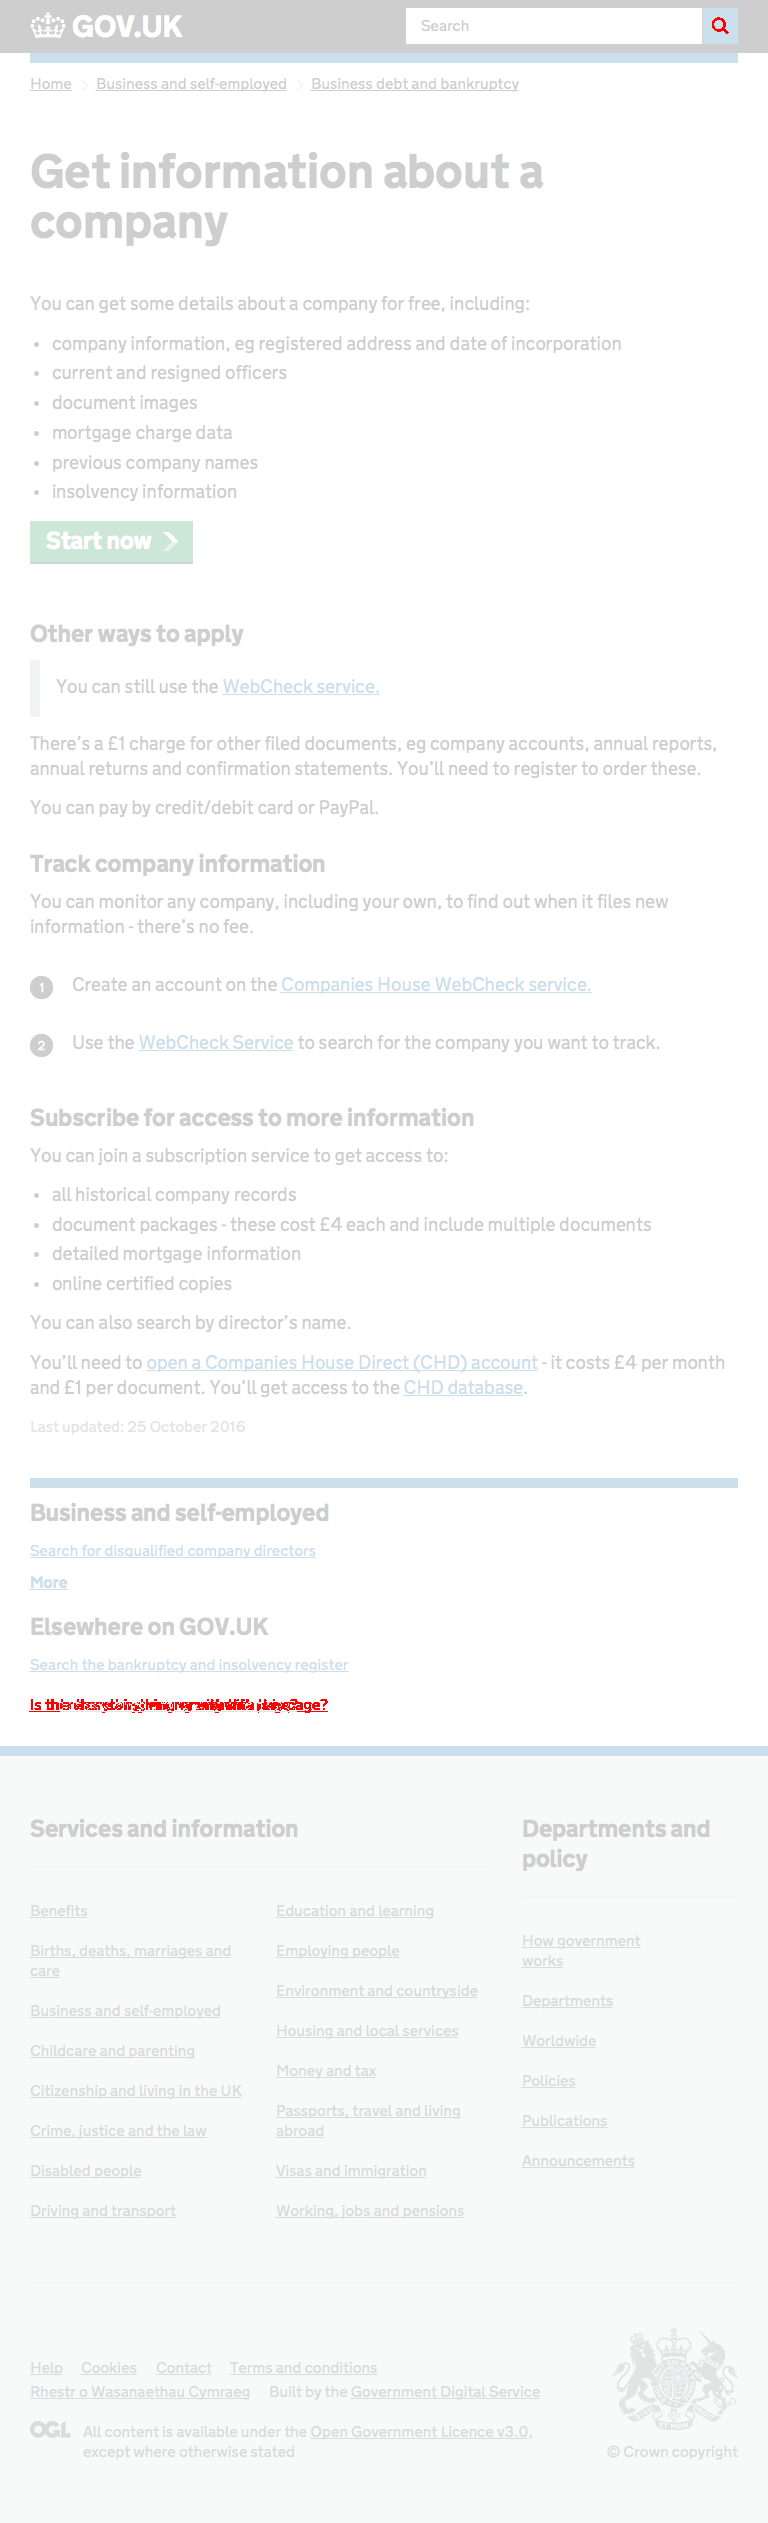 GOV.UK
Search
Home
Business and self-employed
Business debt and bankruptcy
Get information about a
company
You can get some details about a company for free, including:
• company information, eg registered address and date of incorporation
• current and resigned officers
• document images
• mortgage charge data
• previous company names
• insolvency information
Start now
Other ways to apply
You can still use the WebCheck service.
There's a £1 charge for other filed documents, eg company accounts, annual reports,
annual returns and confirmation statements. You'll need to register to order these.
You can pay by credit/debit card or PayPal.
Track company information
You can monitor any company, including your own, to find out when it files new
information - there's no fee.
1 Create an account on the Companies House WebCheck service.
2 Use the WebCheck Service to search for the company you want to track.
Subscribe for access to more information
You can join a subscription service to get access to:
• all historical company records
• document packages - these cost £4 each and include multiple documents
• detailed mortgage information
• online certified copies
You can also search by director's name.
You'll need to open a Companies House Direct (CHD) account - it costs £4 per month
and £1 per document. You'll get access to the CHD database.
Last updated: 25 October 2016
Business and self-employed
Search for disqualified company directors
More
Elsewhere on GOV.UK
Search the bankruptcy and insolvency register
Services and information
Benefits
Births, deaths, marriages and
care
Business and self-employed
Childcare and parenting
Citizenship and living in the UK
Crime, justice and the law
Disabled people
Driving and transport
Education and learning
Employing people
Environment and countryside
Housing and local services
Money and tax
Passports, travel and living
abroad
Visas and immigration
Working, jobs and pensions
Departments and
policy
How government
works
Departments
Worldwide
Policies
Publications
Announcements
Help
Cookies
Contact
Terms and conditions
Rhestr o Wasanaethau Cymraeg
Built by the Government Digital Service
OGL
All content is available under the Open Government Licence v3.0,
except where otherwise stated
© Crown copyright